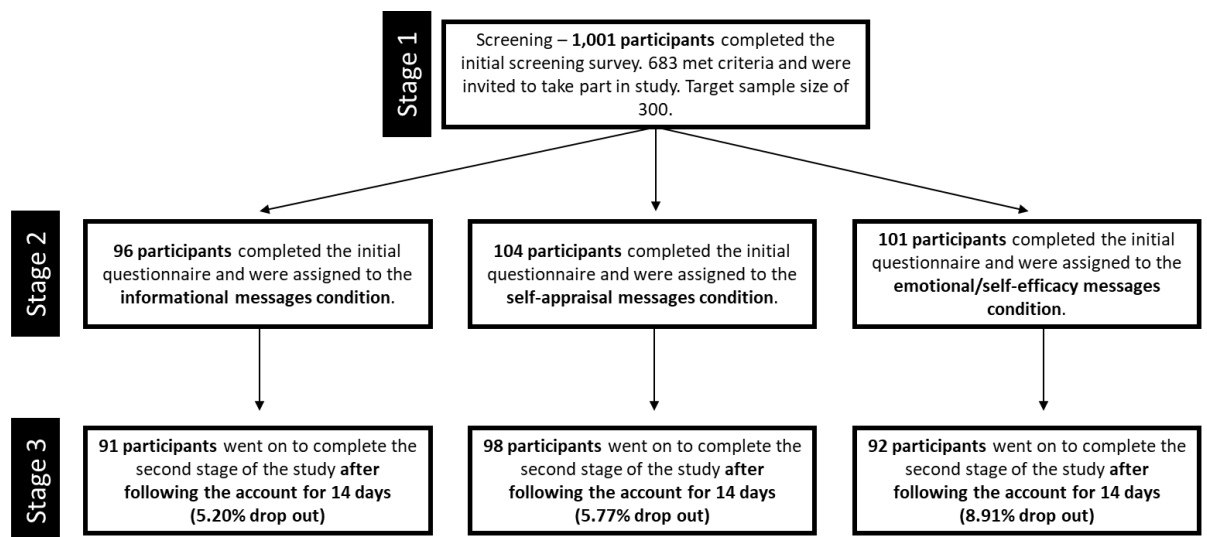 Stage 1
Screening – 1,001 participants completed the
initial screening survey. 683 met criteria and were
invited to take part in study. Target sample size of
300.
Stage 2
96 participants completed the initial
questionnaire and were assigned to the
informational messages condition.
104 participants completed the initial
questionnaire and were assigned to the
self-appraisal messages condition.
101 participants completed the initial
questionnaire and were assigned to the
emotional/self-efficacy messages
condition.
Stage 3
91 participants went on to complete the
second stage of the study after
following the account for 14 days
(5.20% drop out)
98 participants went on to complete the
second stage of the study after
following the account for 14 days
(5.77% drop out)
92 participants went on to complete the
second stage of the study after
following the account for 14 days
(8.91% drop out)